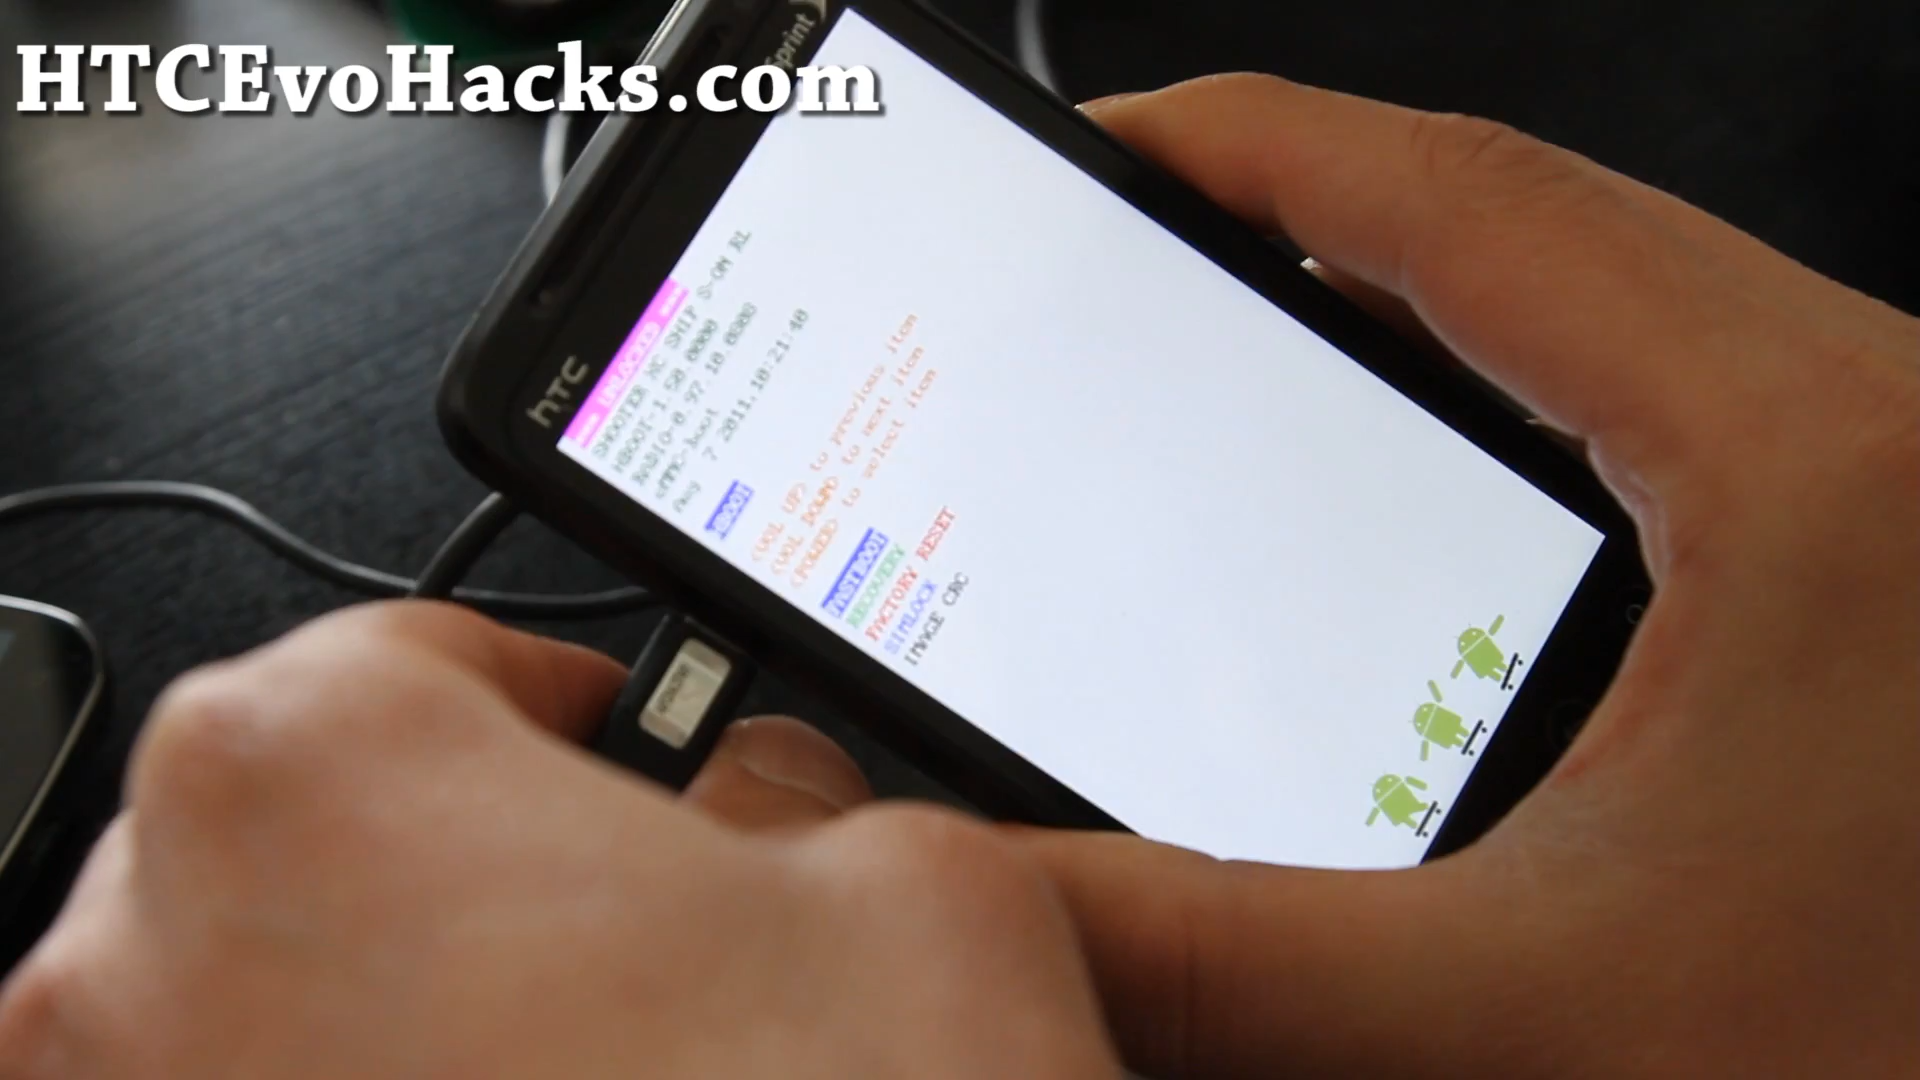 HTCEvoHacks.com
Sprint
hTC
*** UNLOCKED ***
SHOOTER XC SHIP S-ON RL
HBOOT-1.50.0000
RADIO-0.97.10.0808
eMMC-boot
Aug 7 2011,18:21:40
HBOOT
<VOL UP> to previous item
<VOL DOWN> to next item
<POWER> to select item
FASTBOOT
RECOVERY
FACTORY RESET
SIMLOCK
IMAGE CRC